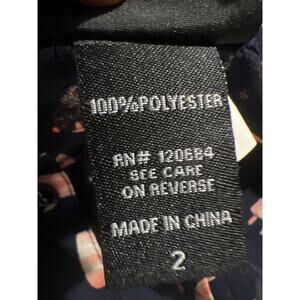 100%POLYESTER
RN# 120684
SEE CARE
ON REVERSE
MADE IN CHINA
2